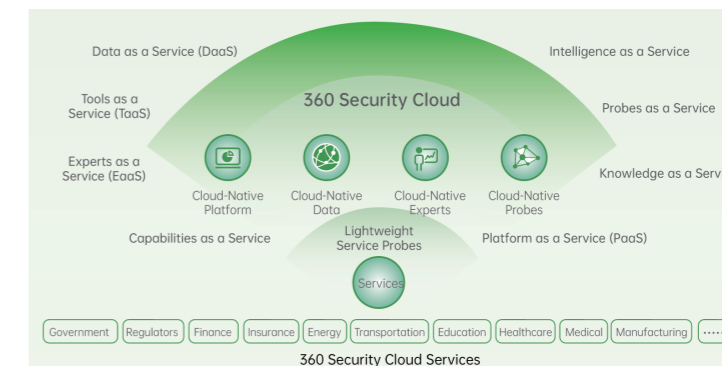 Data as a Service (DaaS)
Intelligence as a Service
Tools as a
Service (TaaS)
360 Security Cloud
Probes as a Service
Experts as a
Service (EaaS)
Knowledge as a Serv
Cloud-Native
Platform
Cloud-Native
Data
Cloud-Native
Experts
Cloud-Native
Probes
Capabilities as a Service
Lightweight
Service Probes
Platform as a Service (PaaS)
Services
Government Regulators Finance Insurance Energy Transportation Education Healthcare Medical Manufacturing .....
360 Security Cloud Services